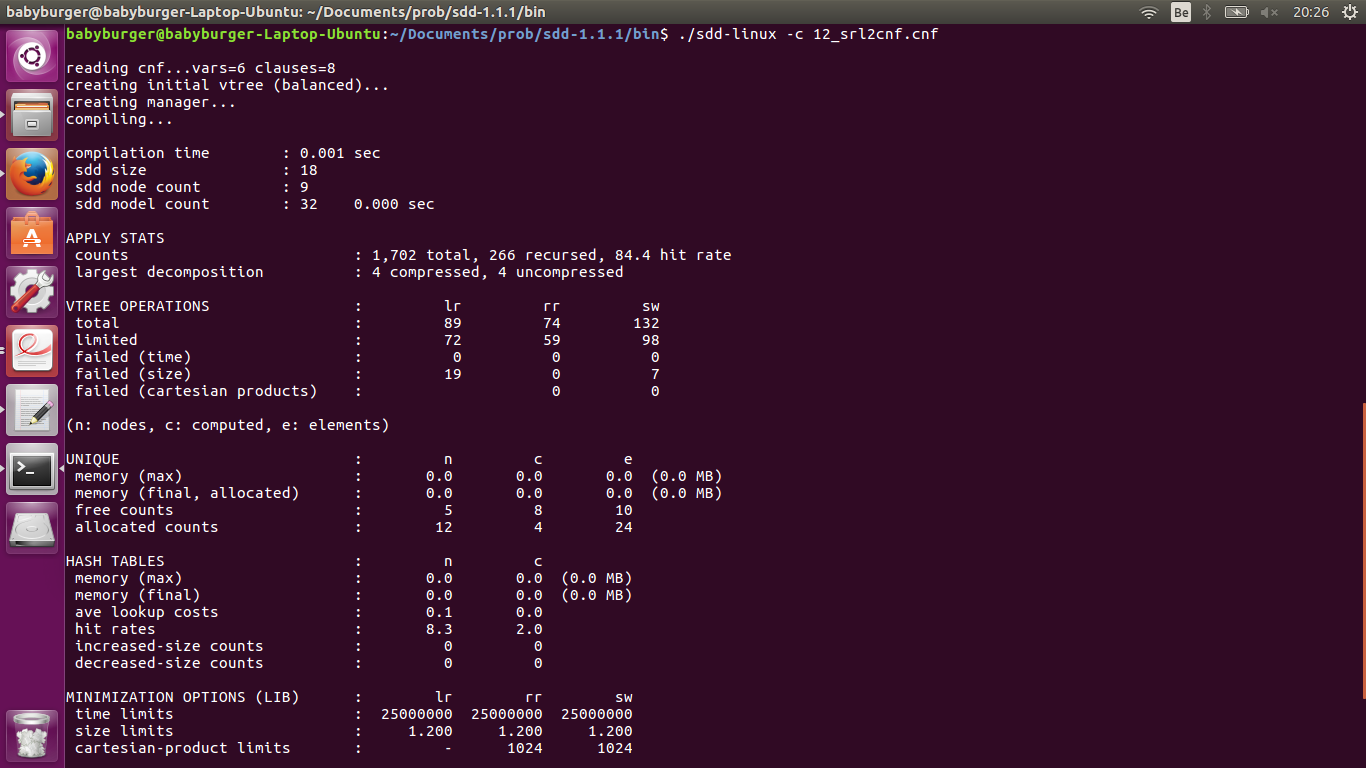 babyburger@babyburger-Laptop-Ubuntu: ~/Documents/prob/sdd-1.1.1/bin Be 20:26
babyburger@babyburger-Laptop-Ubuntu:~/Documents/prob/sdd-1.1.1/bin$ ./sdd-linux -c 12_srl2cnf.cnf
reading cnf...vars=6 clauses=8
creating initial vtree (balanced)...
creating manager...
compiling...
compilation time : 0.001 sec
sdd size : 18
sdd node count : 9
sdd model count : 32 0.000 sec
APPLY STATS
counts : 1,702 total, 266 recursed, 84.4 hit rate
largest decomposition : 4 compressed, 4 uncompressed
VTREE OPERATIONS : lr rr sw
total : 89 74 132
limited : 72 59 98
failed (time) : 0 0 0
failed (size) : 19 0 7
failed (cartesian products) : 0 0
(n: nodes, c: computed, e: elements)
UNIQUE : n c e
memory (max) : 0.0 0.0 0.0 (0.0 MB)
memory (final, allocated) : 0.0 0.0 0.0 (0.0 MB)
free counts : 5 8 10
allocated counts : 12 4 24
HASH TABLES : n c
memory (max) : 0.0 0.0 (0.0 MB)
memory (final) : 0.0 0.0 (0.0 MB)
ave lookup costs : 0.1 0.0
hit rates : 8.3 2.0
increased-size counts : 0 0
decreased-size counts : 0 0
MINIMIZATION OPTIONS (LIB) : lr rr sw
time limits : 25000000 25000000 25000000
size limits : 1.200 1.200 1.200
cartesian-product limits : - 1024 1024